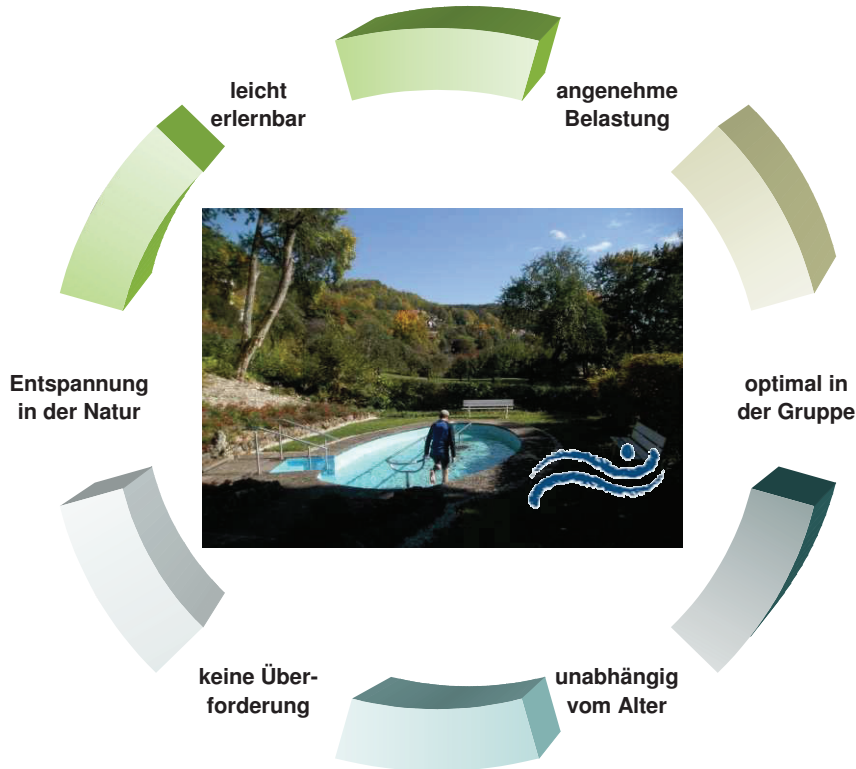 leicht
erlernbar
angenehme
Belastung
Entspannung
in der Natur
optimal in
der Gruppe
keine Über-
forderung
unabhängig
vom Alter